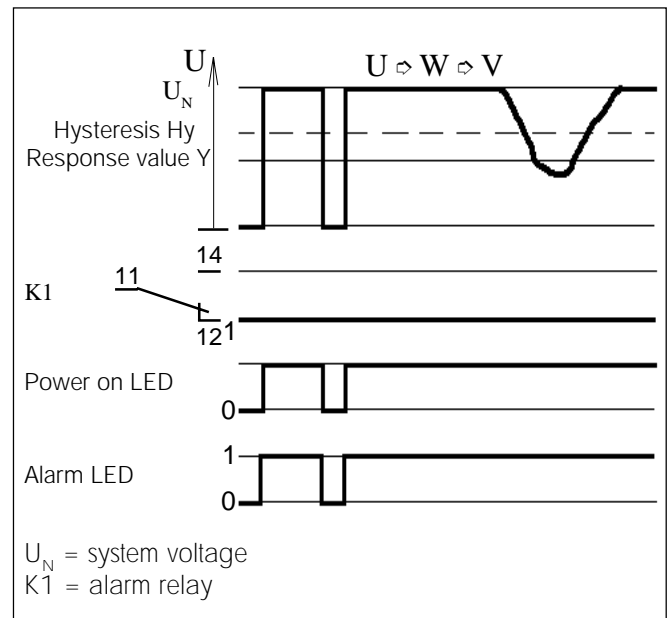 U
U ➪ W ➪ V
U_N
Hysteresis Hy
Response value Y
14
11
K1
12
1
Power on LED
0
1
Alarm LED
0
U_N = system voltage
K1 = alarm relay